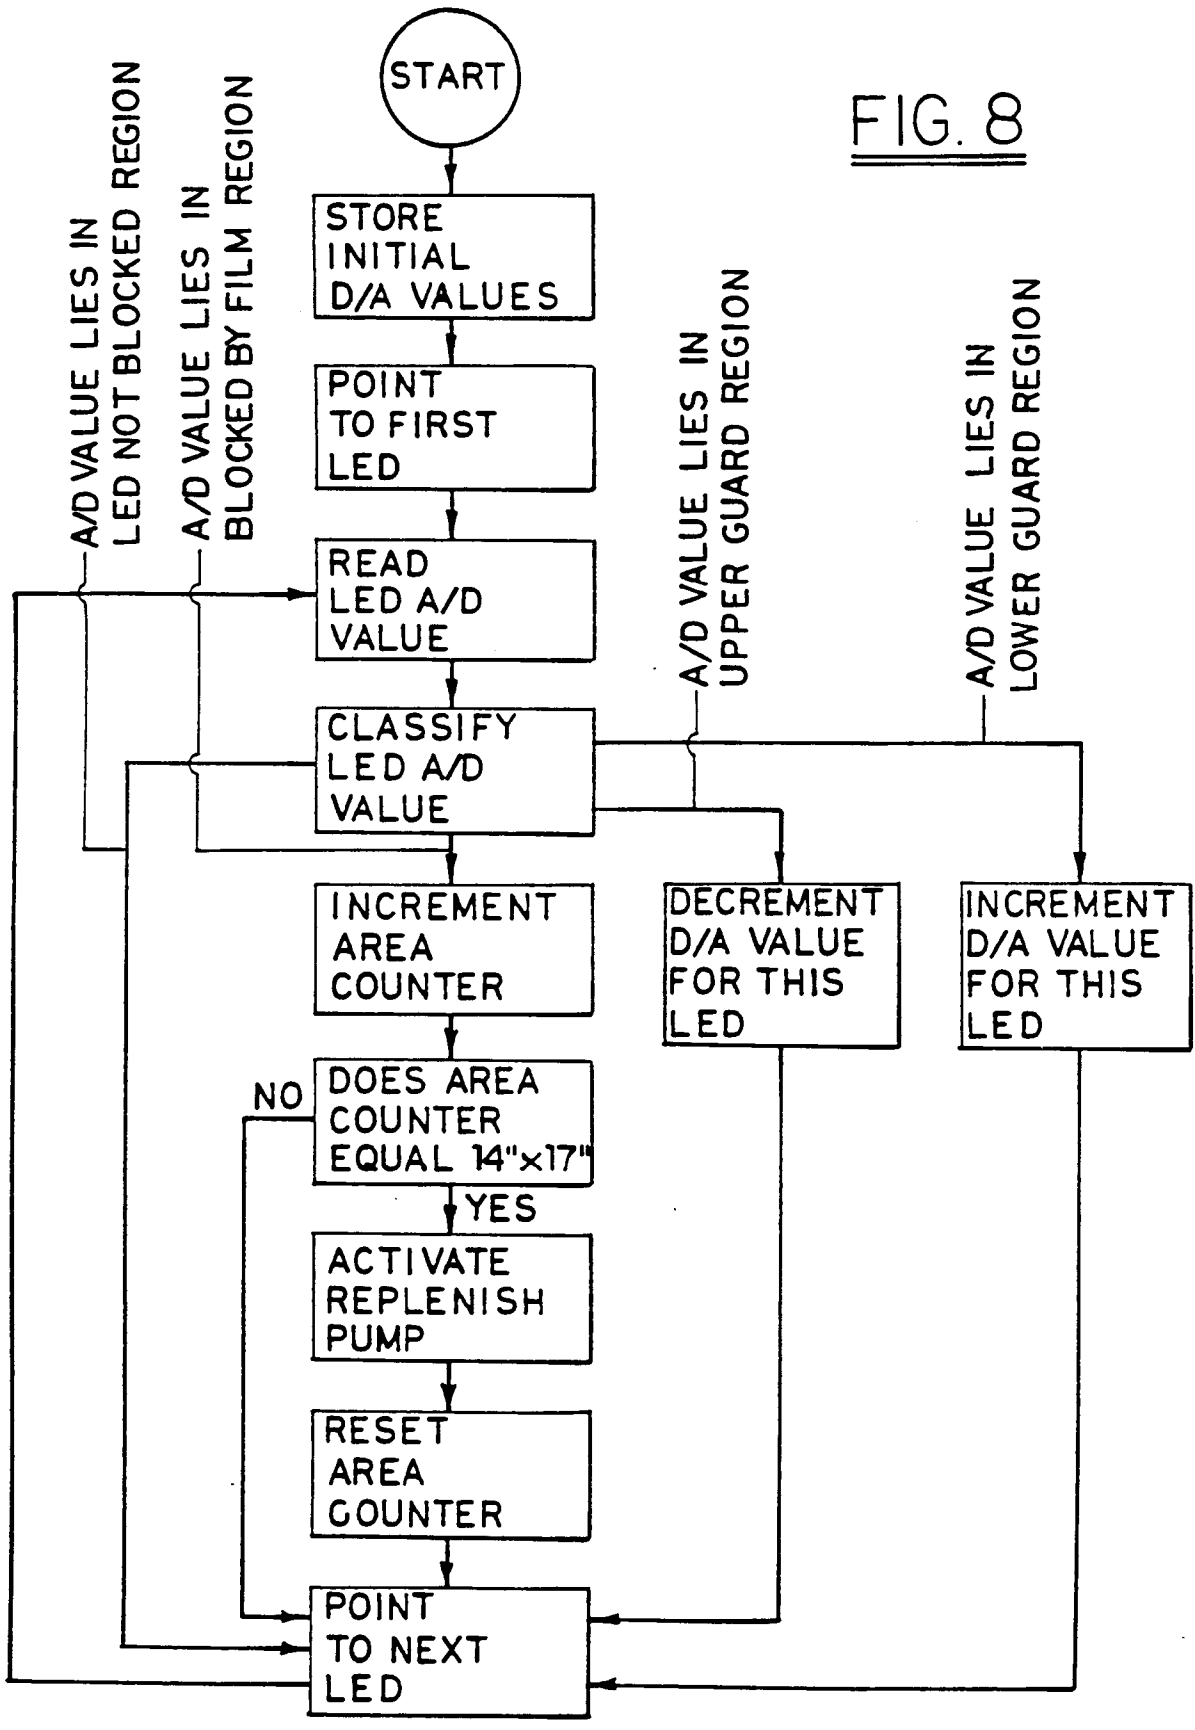 START
FIG. 8
STORE
INITIAL
D/A VALUES
POINT
TO FIRST
LED
READ
LED A/D
VALUE
CLASSIFY
LED A/D
VALUE
A/D VALUE LIES IN
LED NOT BLOCKED REGION
A/D VALUE LIES IN
BLOCKED BY FILM REGION
A/D VALUE LIES IN
UPPER GUARD REGION
A/D VALUE LIES IN
LOWER GUARD REGION
INCREMENT
AREA
COUNTER
DECREMENT
D/A VALUE
FOR THIS
LED
INCREMENT
D/A VALUE
FOR THIS
LED
DOES AREA
COUNTER
EQUAL 14"x17"
NO
YES
ACTIVATE
REPLENISH
PUMP
RESET
AREA
COUNTER
POINT
TO NEXT
LED